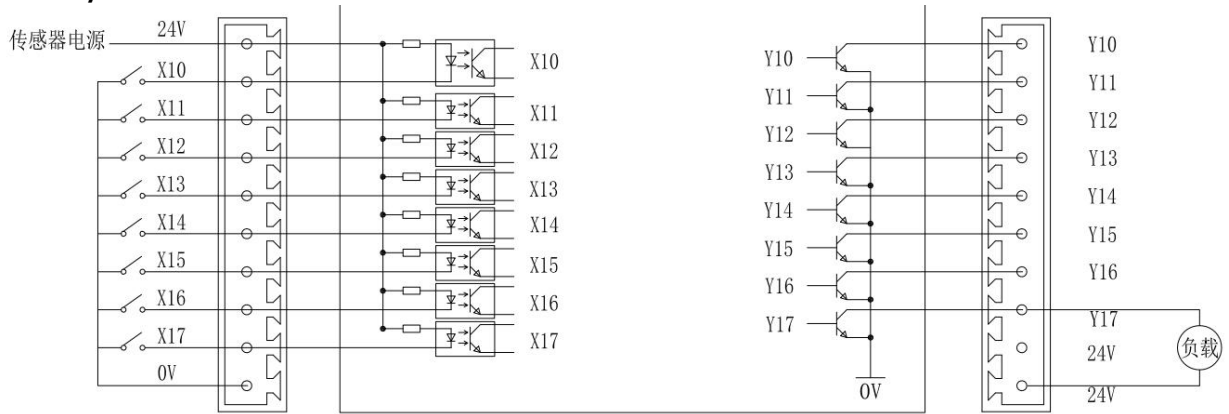 传感器电源
24V
X10
X11
X12
X13
X14
X15
X16
X17
0V
X10
X11
X12
X13
X14
X15
X16
X17
Y10
Y11
Y12
Y13
Y14
Y15
Y16
Y17
0V
Y10
Y11
Y12
Y13
Y14
Y15
Y16
Y17
24V
24V
负载